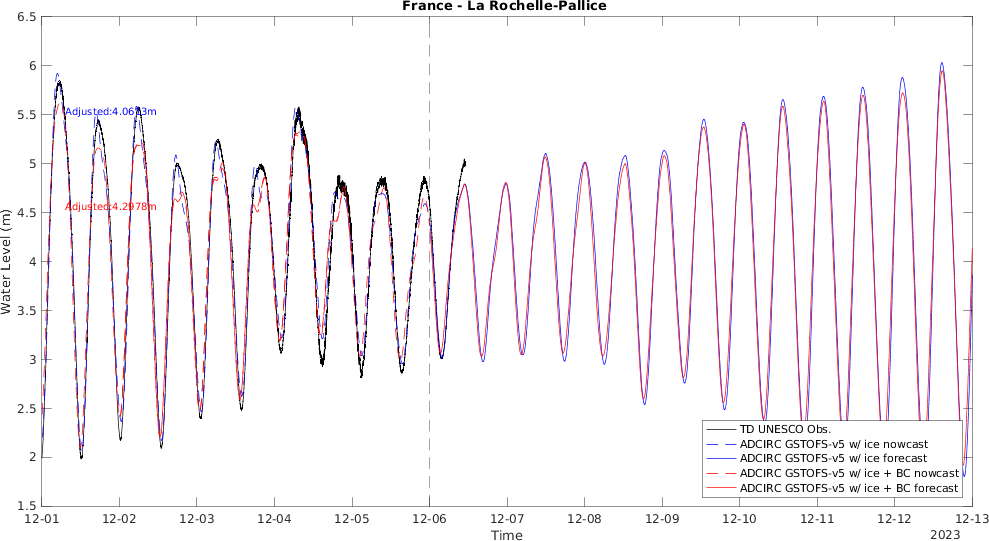 France - La Rochelle-Pallice
6.5
6
5.5
5
4.5
4
3.5
3
2.5
2
1.5
Water Level (m)
Adjusted:4.0673m
Adjusted:4.2978m
TD UNESCO Obs.
ADCIRC GSTOFS-v5 w/ ice nowcast
ADCIRC GSTOFS-v5 w/ ice forecast
ADCIRC GSTOFS-v5 w/ ice + BC nowcast
ADCIRC GSTOFS-v5 w/ ice + BC forecast
12-01 12-02 12-03 12-04 12-05 12-06 12-07 12-08 12-09 12-10 12-11 12-12 12-13
Time
2023